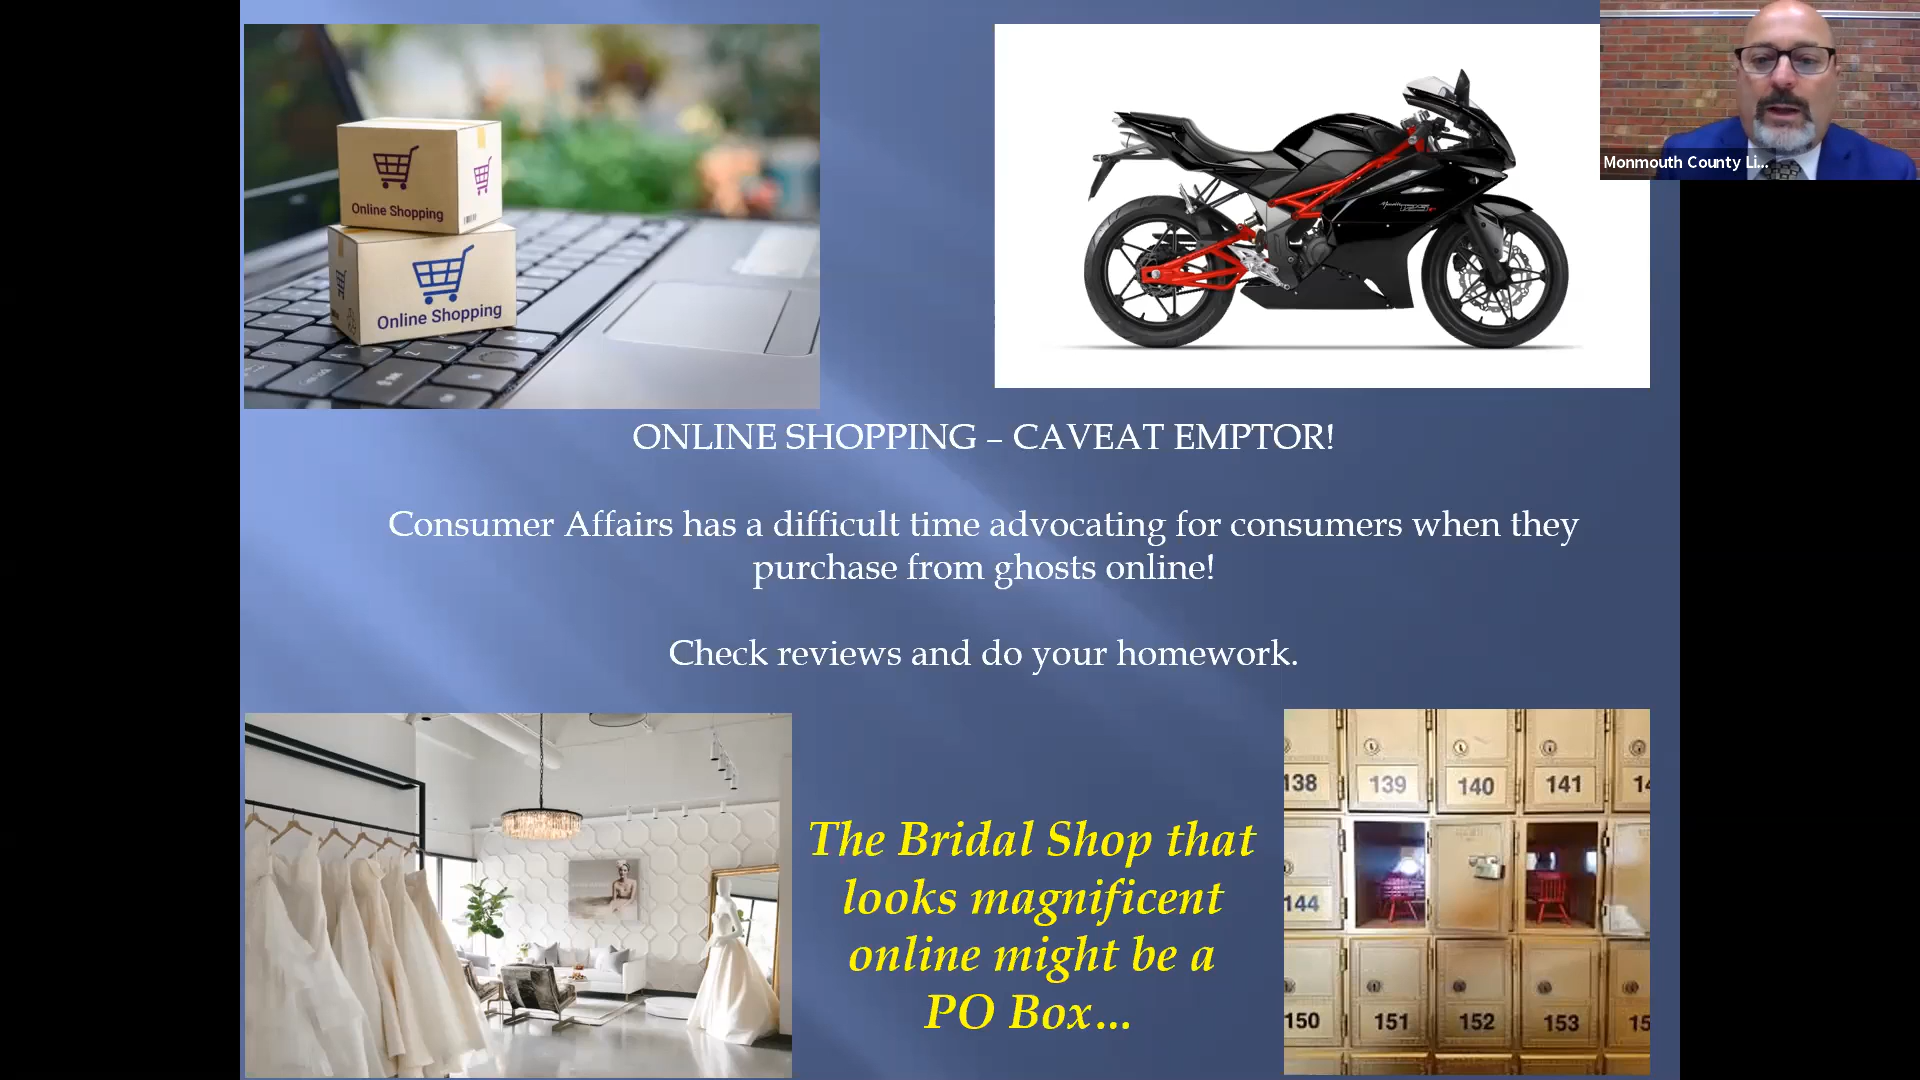 Online Shopping
Online Shopping
Monmouth County Li...
ONLINE SHOPPING – CAVEAT EMPTOR!
Consumer Affairs has a difficult time advocating for consumers when they
purchase from ghosts online!
Check reviews and do your homework.
The Bridal Shop that
looks magnificent
online might be a
PO Box...
138 139 140 141 14
144
150 151 152 153 15